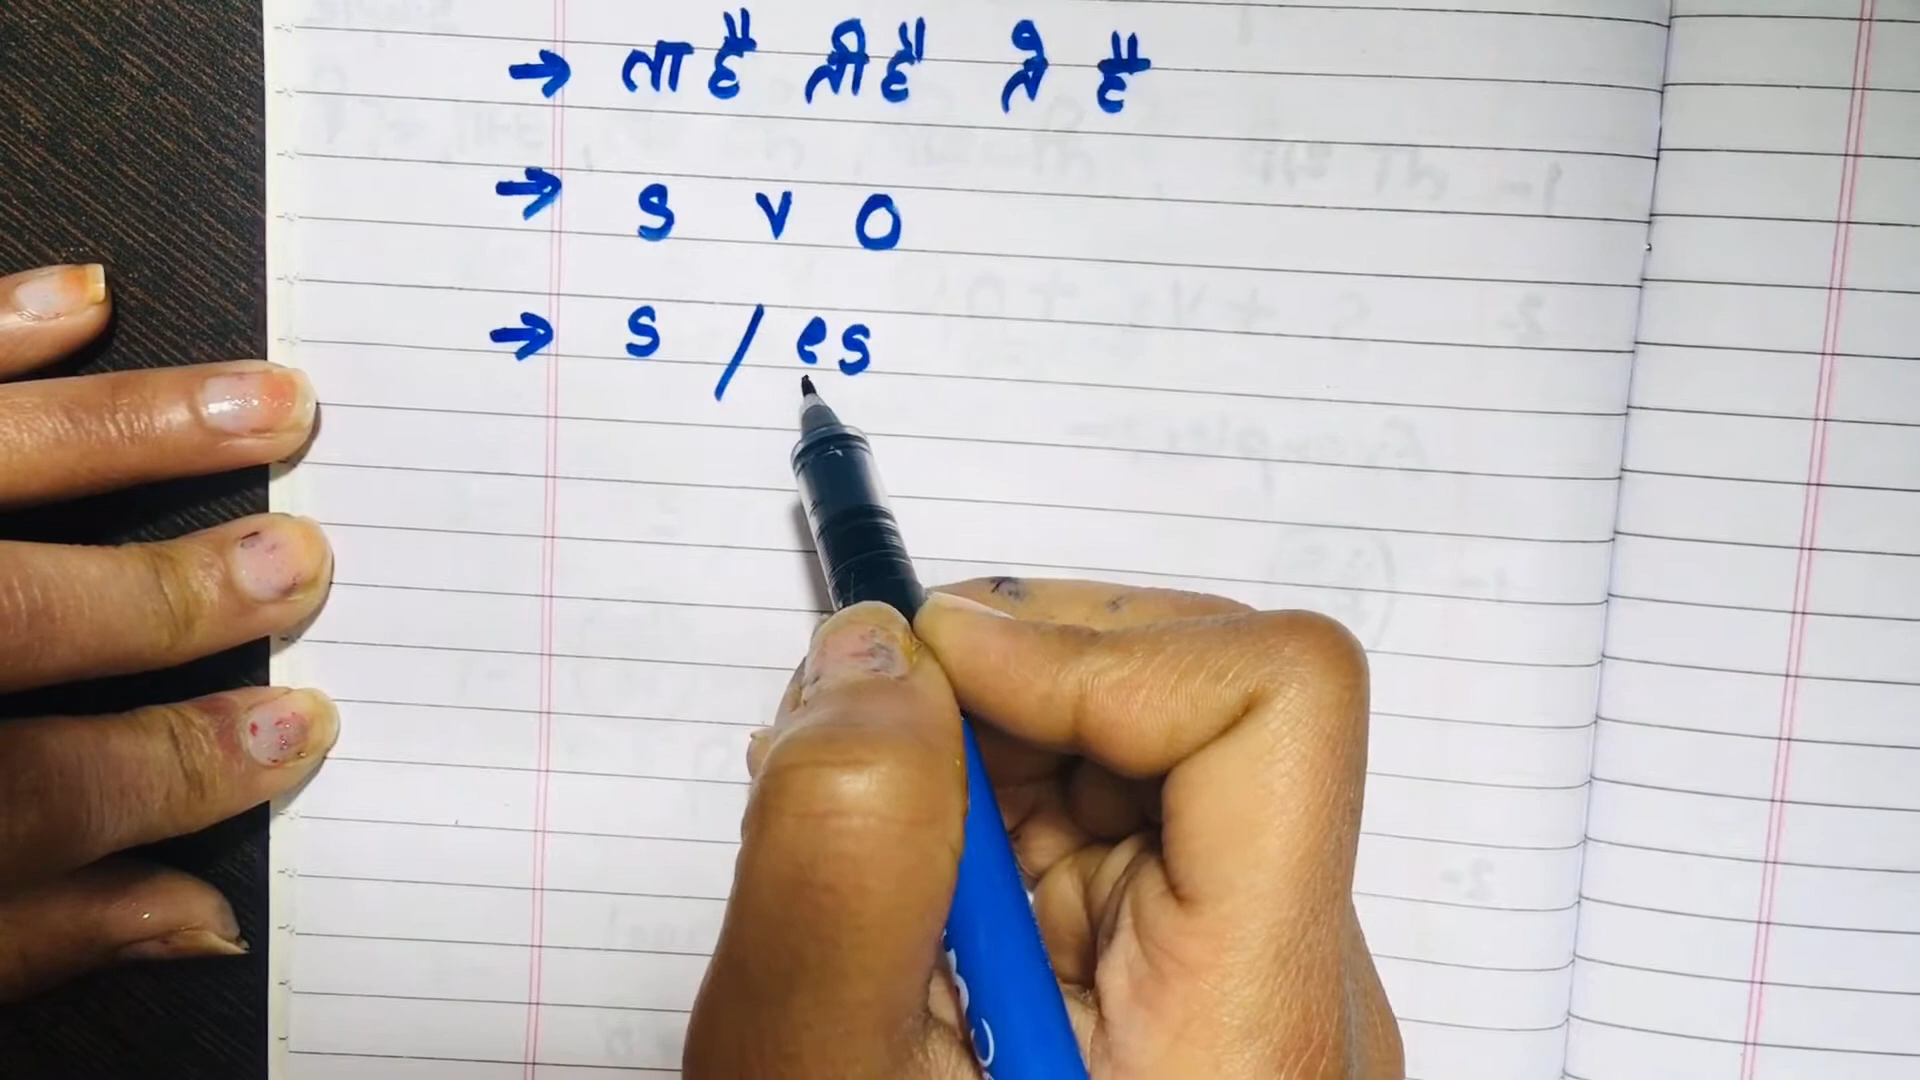 → ता है ती है ते है
→ S V O
→ S / es